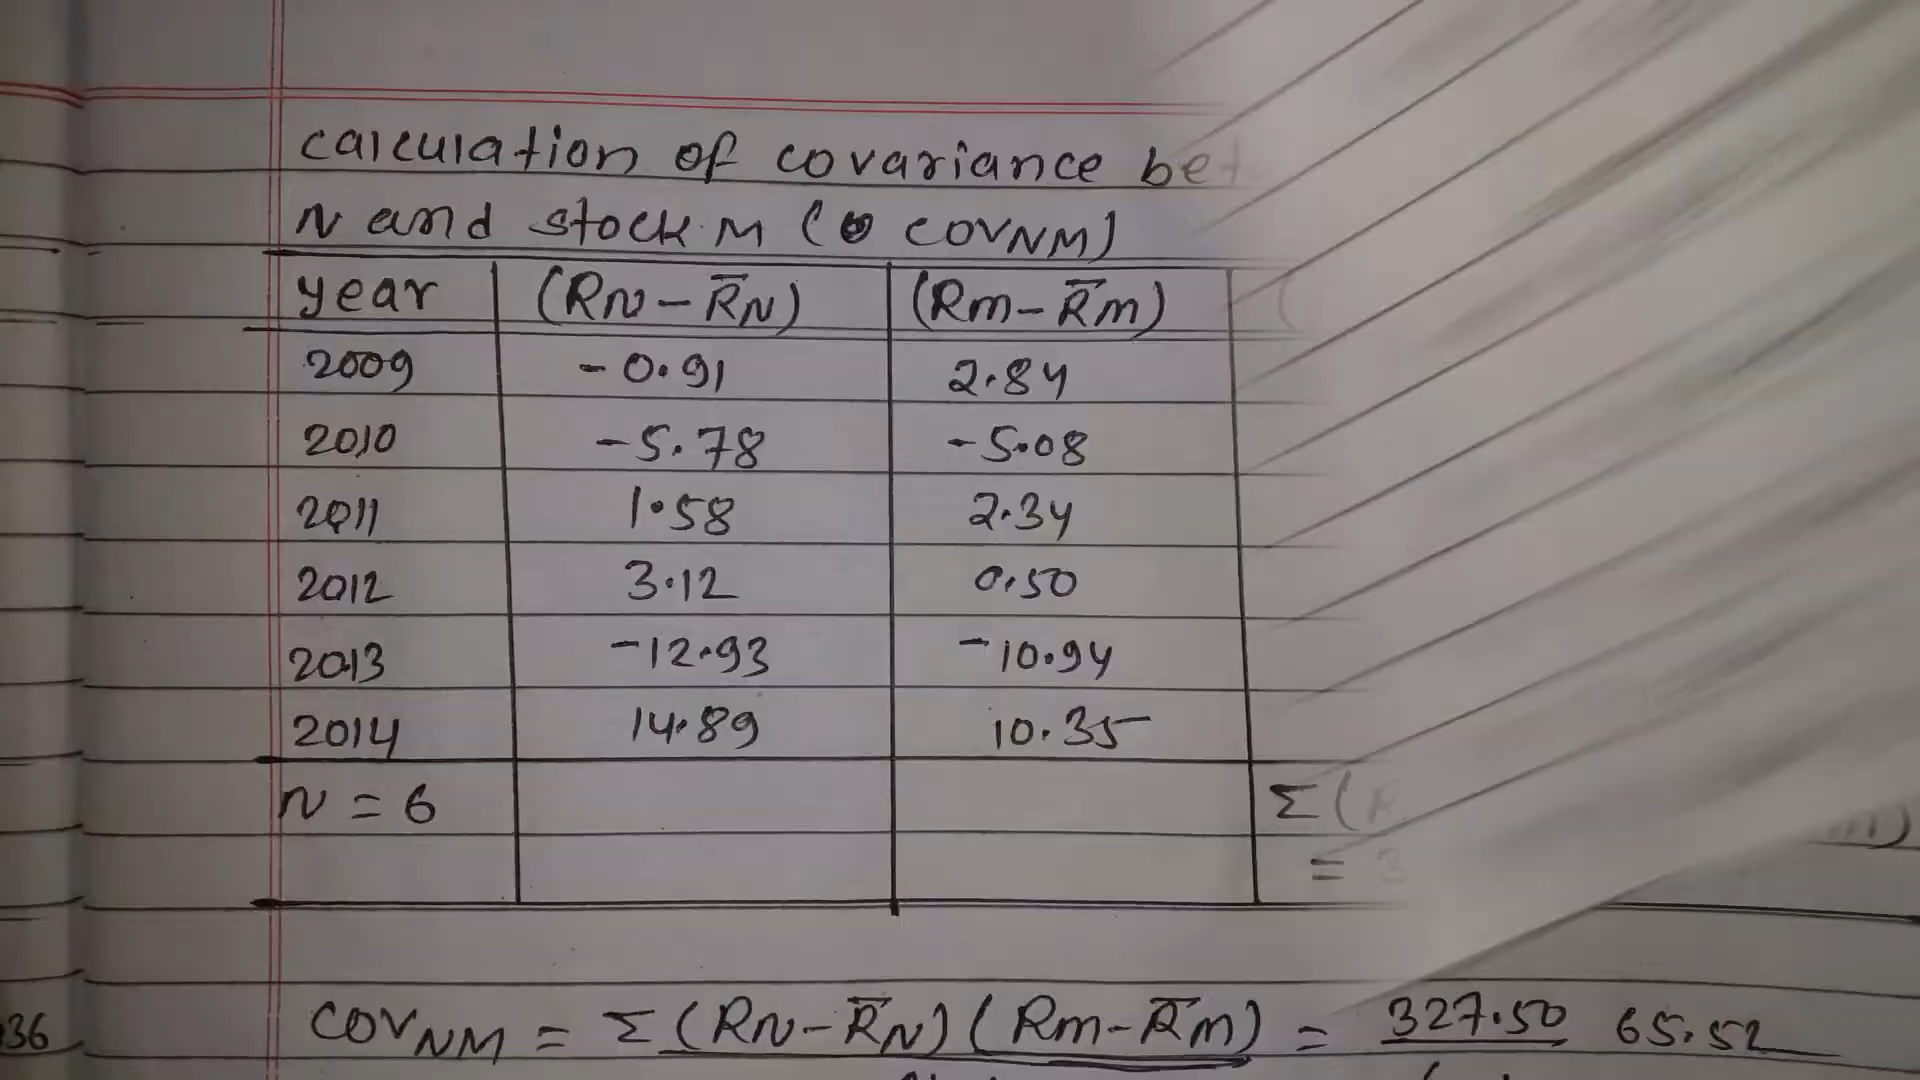 calculation of covariance bet
N and stock M ( COVNM)
year (RN-R̅N) (Rm-R̅m)
2009 -0.91 2.84
2010 -5.78 -5.08
2011 1.58 2.34
2012 3.12 0.50
2013 -12.93 -10.94
2014 14.89 10.35
N = 6 Σ(R
= 3
36 COVNM = Σ(RN-R̅N)(Rm-R̅m) = 327.50 65.52